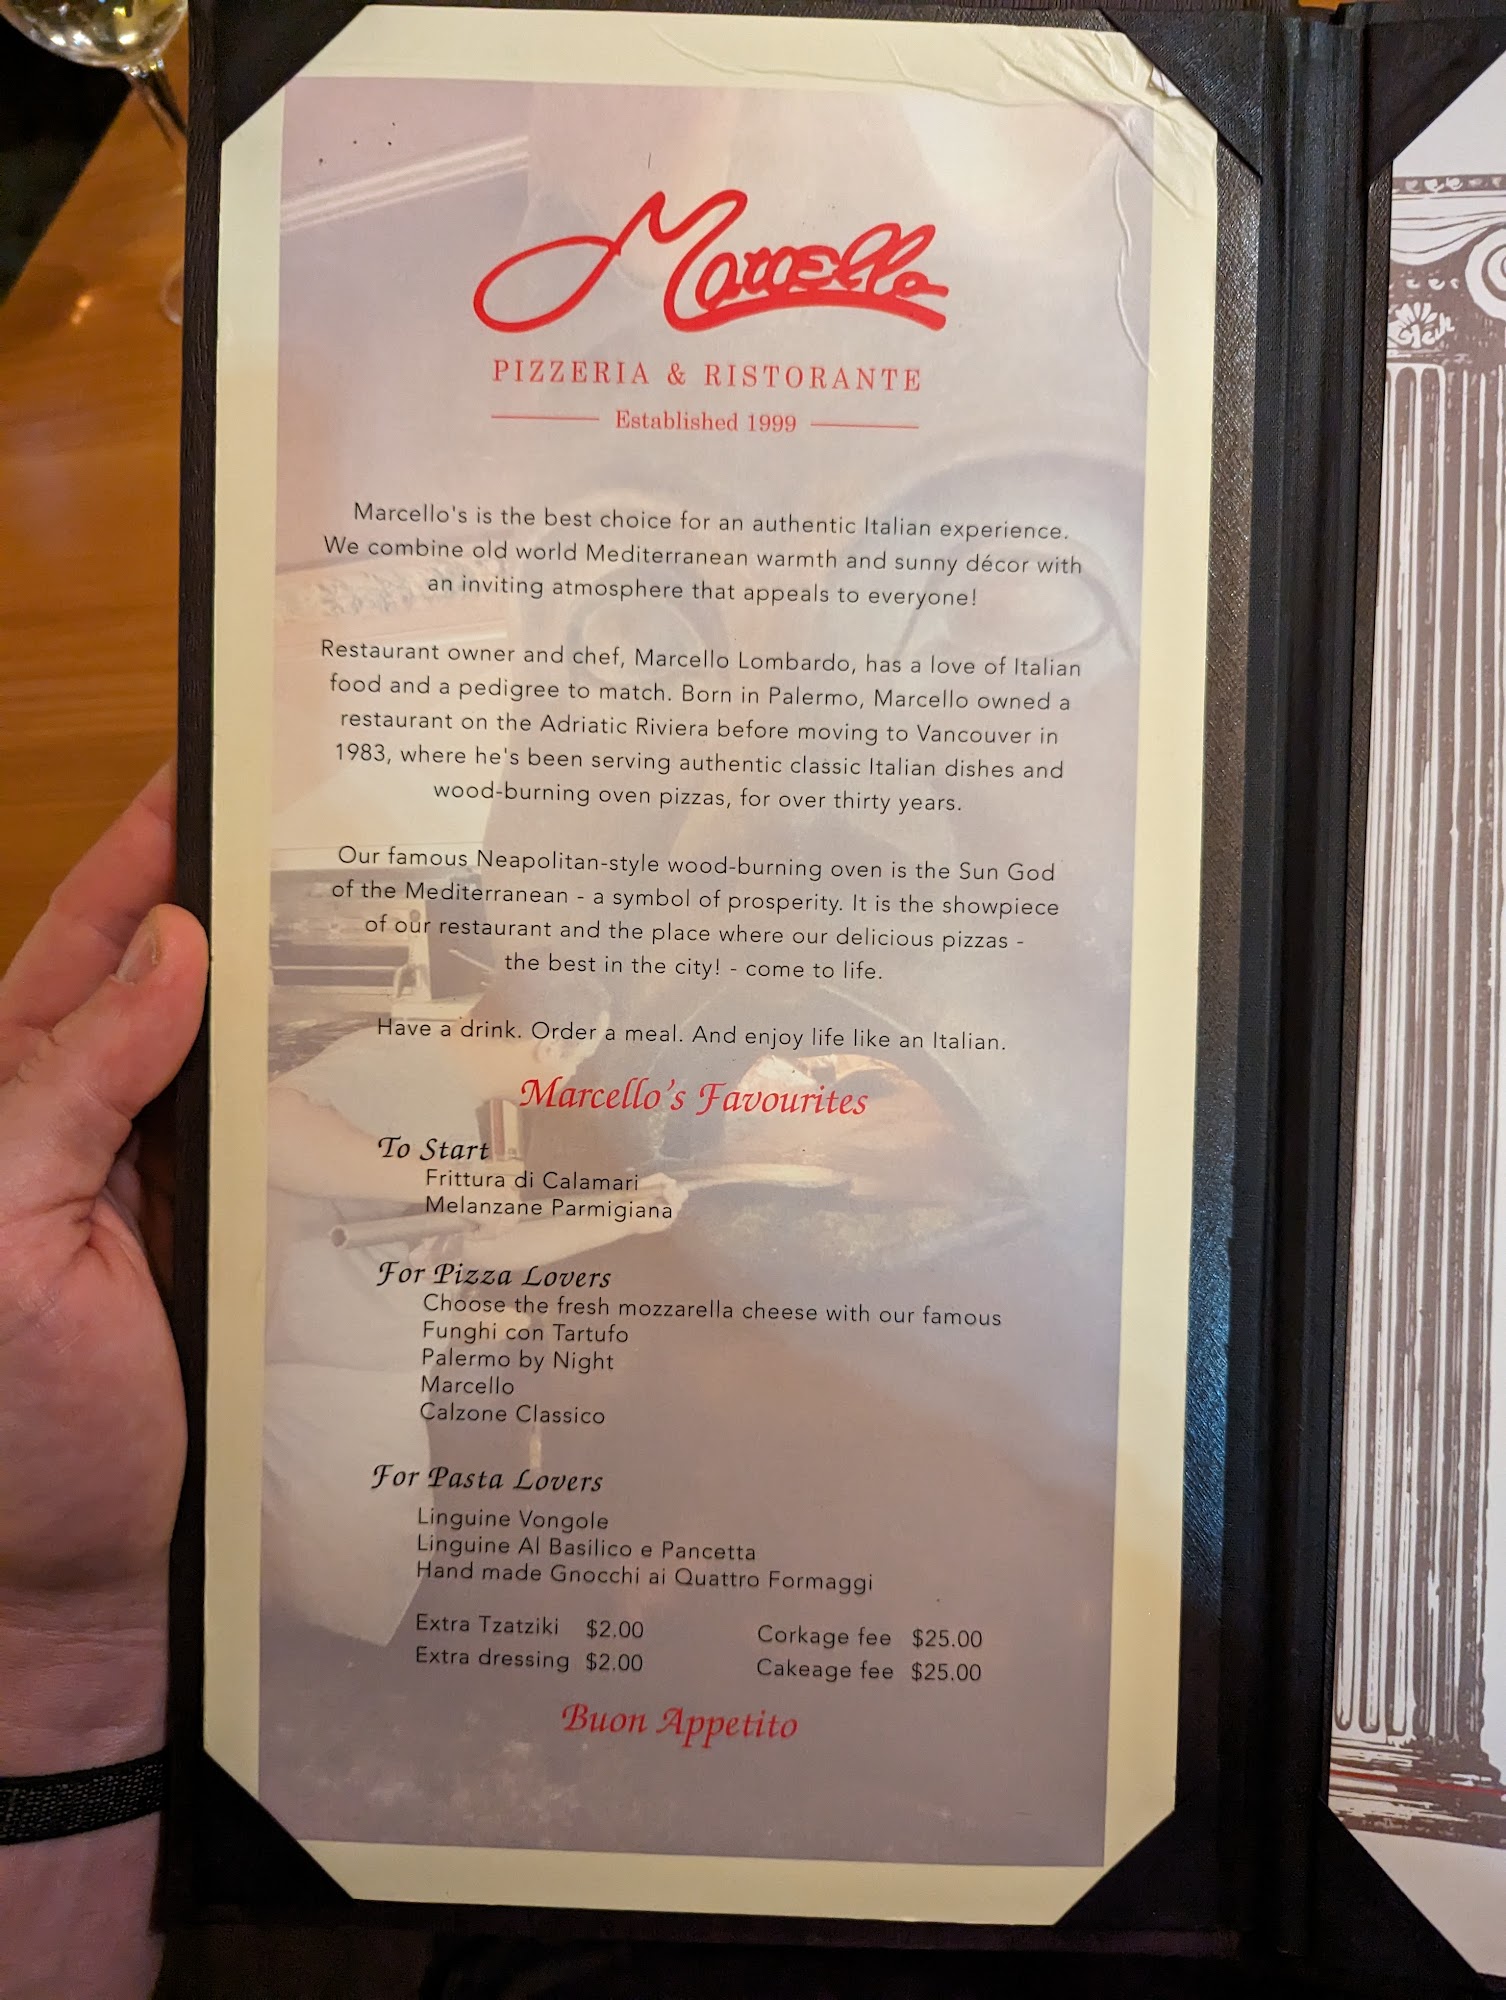 Marcello
PIZZERIA & RISTORANTE
Established 1999
Marcello's is the best choice for an authentic Italian experience.
We combine old world Mediterranean warmth and sunny décor with
an inviting atmosphere that appeals to everyone!
Restaurant owner and chef, Marcello Lombardo, has a love of Italian
food and a pedigree to match. Born in Palermo, Marcello owned a
restaurant on the Adriatic Riviera before moving to Vancouver in
1983, where he's been serving authentic classic Italian dishes and
wood-burning oven pizzas, for over thirty years.
Our famous Neapolitan-style wood-burning oven is the Sun God
of the Mediterranean - a symbol of prosperity. It is the showpiece
of our restaurant and the place where our delicious pizzas -
the best in the city! - come to life.
Have a drink. Order a meal. And enjoy life like an Italian.
Marcello's Favourites
To Start
Frittura di Calamari
Melanzane Parmigiana
For Pizza Lovers
Choose the fresh mozzarella cheese with our famous
Funghi con Tartufo
Palermo by Night
Marcello
Calzone Classico
For Pasta Lovers
Linguine Vongole
Linguine Al Basilico e Pancetta
Hand made Gnocchi ai Quattro Formaggi
Extra Tzatziki $2.00 Corkage fee $25.00
Extra dressing $2.00 Cakeage fee $25.00
Buon Appetito